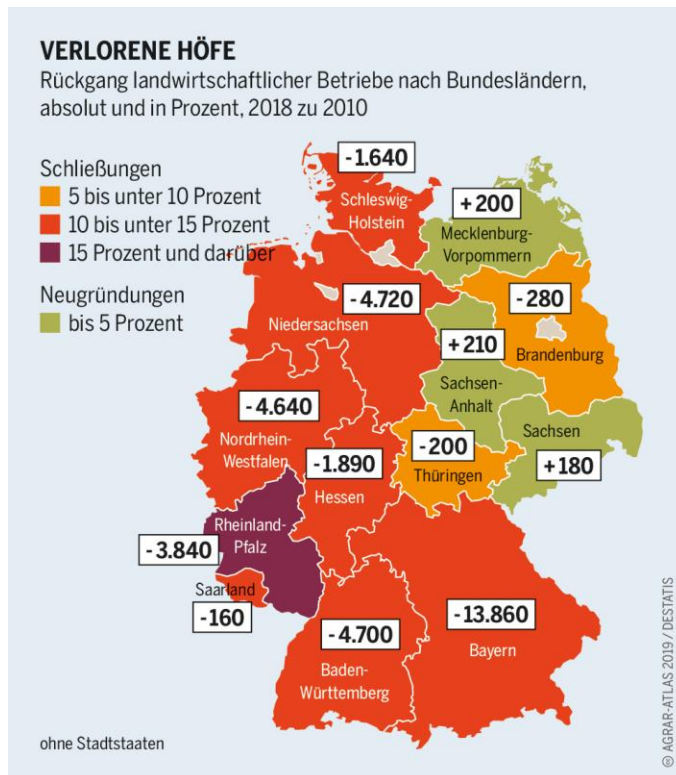 VERLORENE HÖFE
Rückgang landwirtschaftlicher Betriebe nach Bundesländern,
absolut und in Prozent, 2018 zu 2010
Schließungen
5 bis unter 10 Prozent
10 bis unter 15 Prozent
15 Prozent und darüber
Neugründungen
bis 5 Prozent
-1.640
Schleswig-
Holstein
+200
Mecklenburg-
Vorpommern
-4.720
Niedersachsen
-280
Brandenburg
+210
Sachsen-
Anhalt
-4.640
Nordrhein-
Westfalen
-1.890
Hessen
-200
Thüringen
Sachsen
+180
Rheinland-
Pfalz
-3.840
Saarland
-160
-4.700
Baden-
Württemberg
-13.860
Bayern
ohne Stadtstaaten
© AGRAR-ATLAS 2019 / DESTATIS